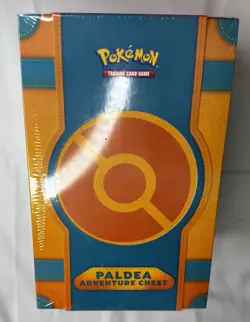 Pokémon
TRADING CARD GAME
PALDEA
ADVENTURE CHEST